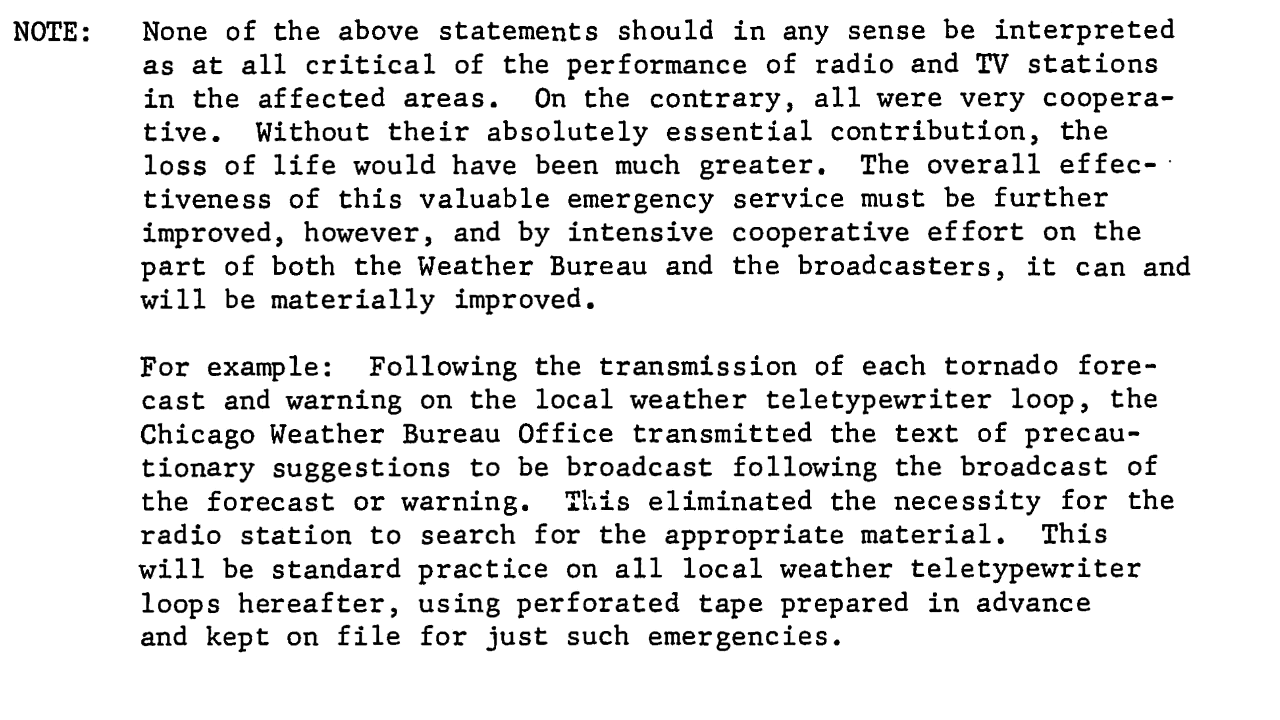 NOTE: None of the above statements should in any sense be interpreted
as at all critical of the performance of radio and TV stations
in the affected areas. On the contrary, all were very coopera-
tive. Without their absolutely essential contribution, the
loss of life would have been much greater. The overall effec-
tiveness of this valuable emergency service must be further
improved, however, and by intensive cooperative effort on the
part of both the Weather Bureau and the broadcasters, it can and
will be materially improved.
For example: Following the transmission of each tornado fore-
cast and warning on the local weather teletypewriter loop, the
Chicago Weather Bureau Office transmitted the text of precau-
tionary suggestions to be broadcast following the broadcast of
the forecast or warning. This eliminated the necessity for the
radio station to search for the appropriate material. This
will be standard practice on all local weather teletypewriter
loops hereafter, using perforated tape prepared in advance
and kept on file for just such emergencies.